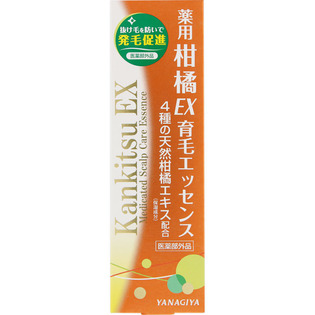 抜け毛を防いで
発毛促進
医薬部外品
薬用
柑橘EX
育毛エッセンス
4種の天然柑橘エキス配合
医薬部外品
Kankitsu EX
Medicated Scalp Care Essence
YANAGIYA